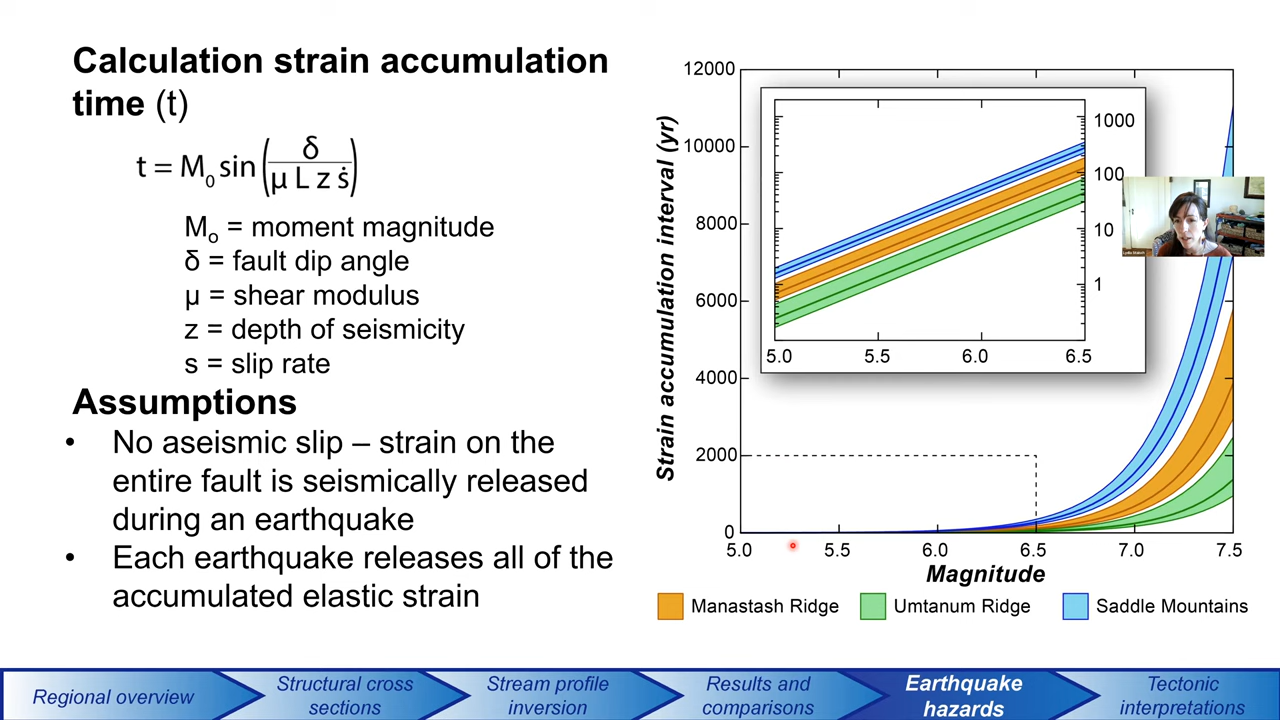 Calculation strain accumulation
time (t)
t = M₀ sin(δ / μ L z ṡ)
Mₒ = moment magnitude
δ = fault dip angle
μ = shear modulus
z = depth of seismicity
s = slip rate
Assumptions
• No aseismic slip – strain on the
entire fault is seismically released
during an earthquake
• Each earthquake releases all of the
accumulated elastic strain
Strain accumulation interval (yr)
12000
10000
8000
6000
4000
2000
0
5.0 5.5 6.0 6.5 7.0 7.5
Magnitude
1000
100
10
1
5.0 5.5 6.0 6.5
Manastash Ridge Umtanum Ridge Saddle Mountains
Regional overview
Structural cross
sections
Stream profile
inversion
Results and
comparisons
Earthquake
hazards
Tectonic
interpretations